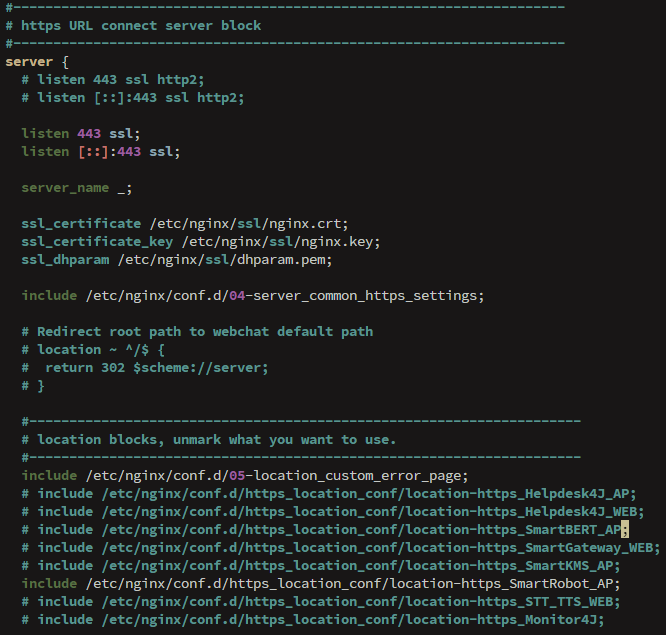 #---------------------------------------------------------------------
# https URL connect server block
#---------------------------------------------------------------------
server {
  # listen 443 ssl http2;
  # listen [::]:443 ssl http2;

  listen 443 ssl;
  listen [::]:443 ssl;

  server_name _;

  ssl_certificate /etc/nginx/ssl/nginx.crt;
  ssl_certificate_key /etc/nginx/ssl/nginx.key;
  ssl_dhparam /etc/nginx/ssl/dhparam.pem;

  include /etc/nginx/conf.d/04-server_common_https_settings;

  # Redirect root path to webchat default path
  # location ~ ^/$ {
  #  return 302 $scheme://server;
  # }

  #---------------------------------------------------------------------
  # location blocks, unmark what you want to use.
  #---------------------------------------------------------------------
  include /etc/nginx/conf.d/05-location_custom_error_page;
  # include /etc/nginx/conf.d/https_location_conf/location-https_Helpdesk4J_AP;
  # include /etc/nginx/conf.d/https_location_conf/location-https_Helpdesk4J_WEB;
  # include /etc/nginx/conf.d/https_location_conf/location-https_SmartBERT_AP;
  # include /etc/nginx/conf.d/https_location_conf/location-https_SmartGateway_WEB;
  # include /etc/nginx/conf.d/https_location_conf/location-https_SmartKMS_AP;
  include /etc/nginx/conf.d/https_location_conf/location-https_SmartRobot_AP;
  # include /etc/nginx/conf.d/https_location_conf/location-https_STT_TTS_WEB;
  # include /etc/nginx/conf.d/https_location_conf/location-https_Monitor4J;